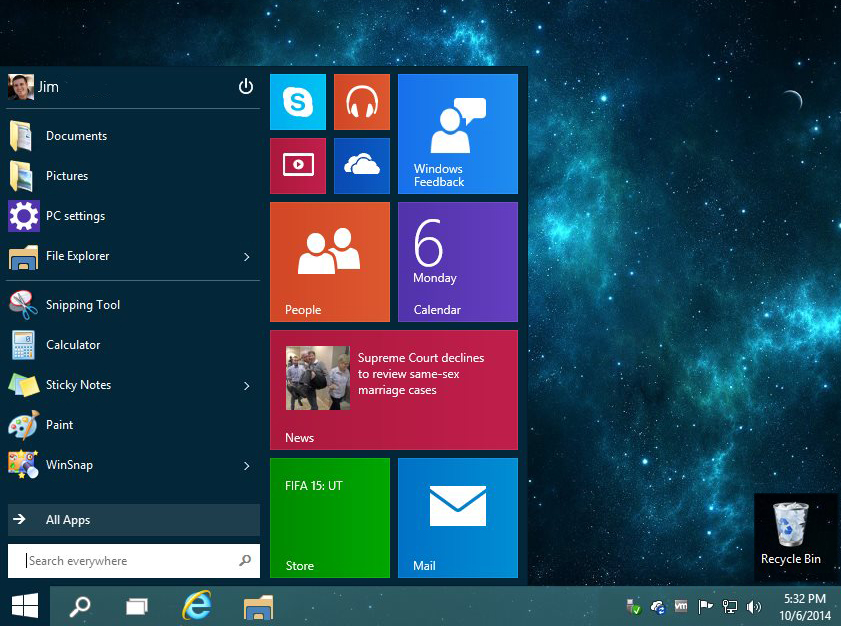 Jim
Documents
Pictures
PC settings
File Explorer
Snipping Tool
Calculator
Sticky Notes
Paint
WinSnap
All Apps
Search everywhere
S
Windows
Feedback
People
6
Monday
Calendar
Supreme Court declines
to review same-sex
marriage cases
News
FIFA 15: UT
Store
Mail
Recycle Bin
vm
5:32 PM
10/6/2014